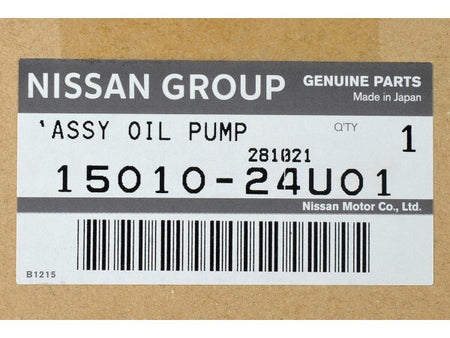 NISSAN GROUP GENUINE PARTS
Made in Japan
'ASSY OIL PUMP Q'TY 1
281021
15010-24U01
Nissan Motor Co., Ltd.
B1215